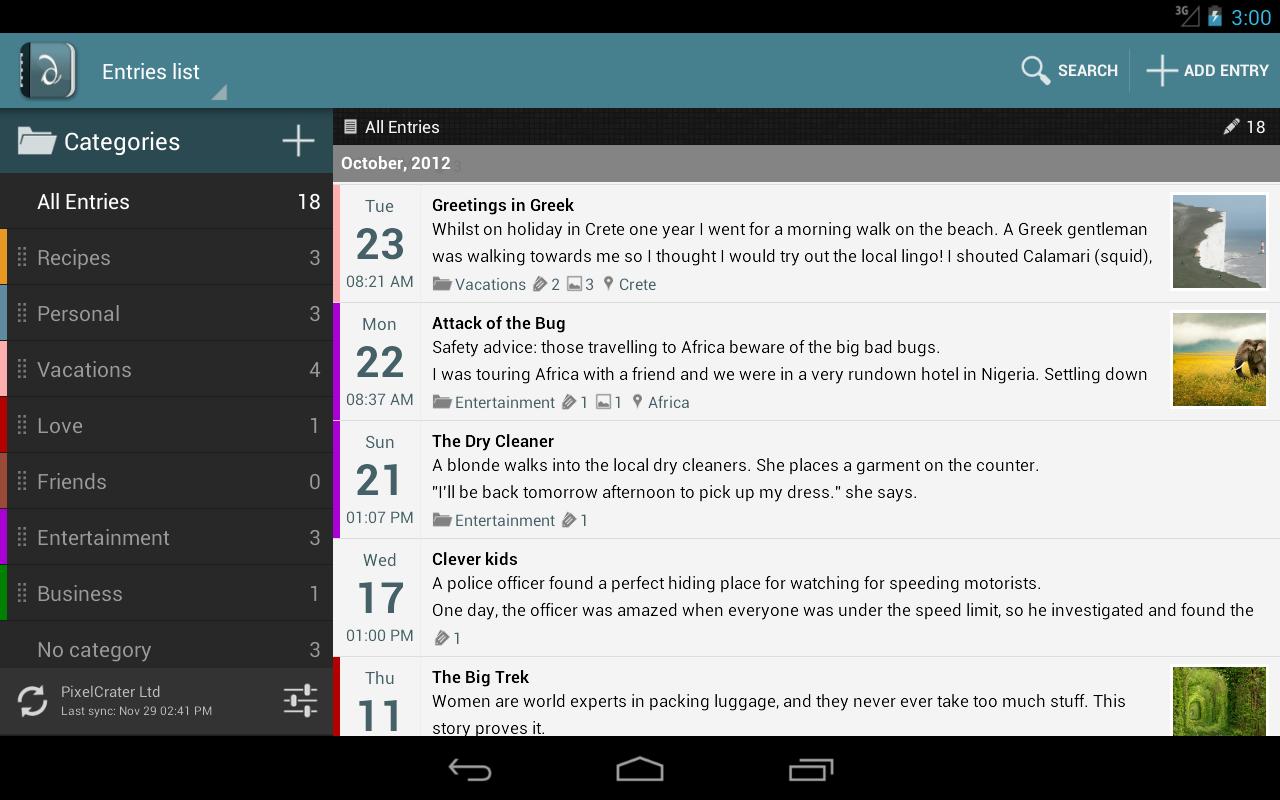 3G 3:00
Entries list
SEARCH
ADD ENTRY
Categories
All Entries 18
Recipes 3
Personal 3
Vacations 4
Love 1
Friends 0
Entertainment 3
Business 1
No category 3
PixelCrater Ltd
Last sync: Nov 29 02:41 PM
All Entries 18
October, 2012
Tue
23
08:21 AM
Greetings in Greek
Whilst on holiday in Crete one year I went for a morning walk on the beach. A Greek gentleman
was walking towards me so I thought I would try out the local lingo! I shouted Calamari (squid),
Vacations 2 3 Crete
Mon
22
08:37 AM
Attack of the Bug
Safety advice: those travelling to Africa beware of the big bad bugs.
I was touring Africa with a friend and we were in a very rundown hotel in Nigeria. Settling down
Entertainment 1 1 Africa
Sun
21
01:07 PM
The Dry Cleaner
A blonde walks into the local dry cleaners. She places a garment on the counter.
"I'll be back tomorrow afternoon to pick up my dress." she says.
Entertainment 1
Wed
17
01:00 PM
Clever kids
A police officer found a perfect hiding place for watching for speeding motorists.
One day, the officer was amazed when everyone was under the speed limit, so he investigated and found the
1
Thu
11
The Big Trek
Women are world experts in packing luggage, and they never ever take too much stuff. This
story proves it.